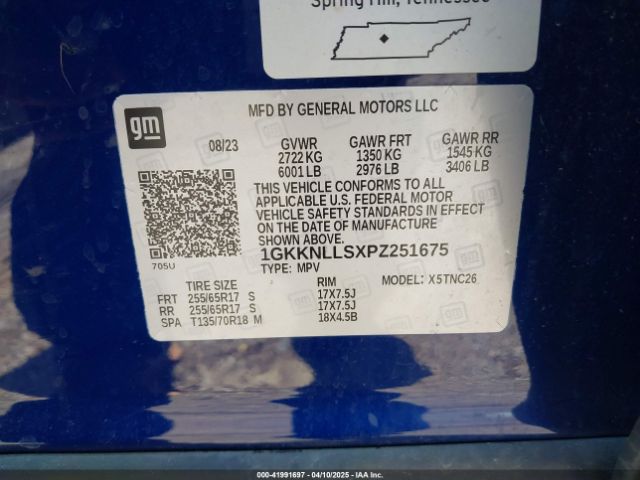 Spring Hill, Tennessee
gm
MFD BY GENERAL MOTORS LLC
08/23 GVWR GAWR FRT GAWR RR
2722 KG 1350 KG 1545 KG
6001 LB 2976 LB 3406 LB
THIS VEHICLE CONFORMS TO ALL
APPLICABLE U.S. FEDERAL MOTOR
VEHICLE SAFETY STANDARDS IN EFFECT
ON THE DATE OF MANUFACTURE
SHOWN ABOVE.
705U
1GKKNLLSXPZ251675
TYPE: MPV MODEL: X5TNC26
TIRE SIZE RIM
FRT 255/65R17 S 17X7.5J
RR 255/65R17 S 17X7.5J
SPA T135/70R18 M 18X4.5B
000-41991697 - 04/10/2025 - © IAA, Inc.